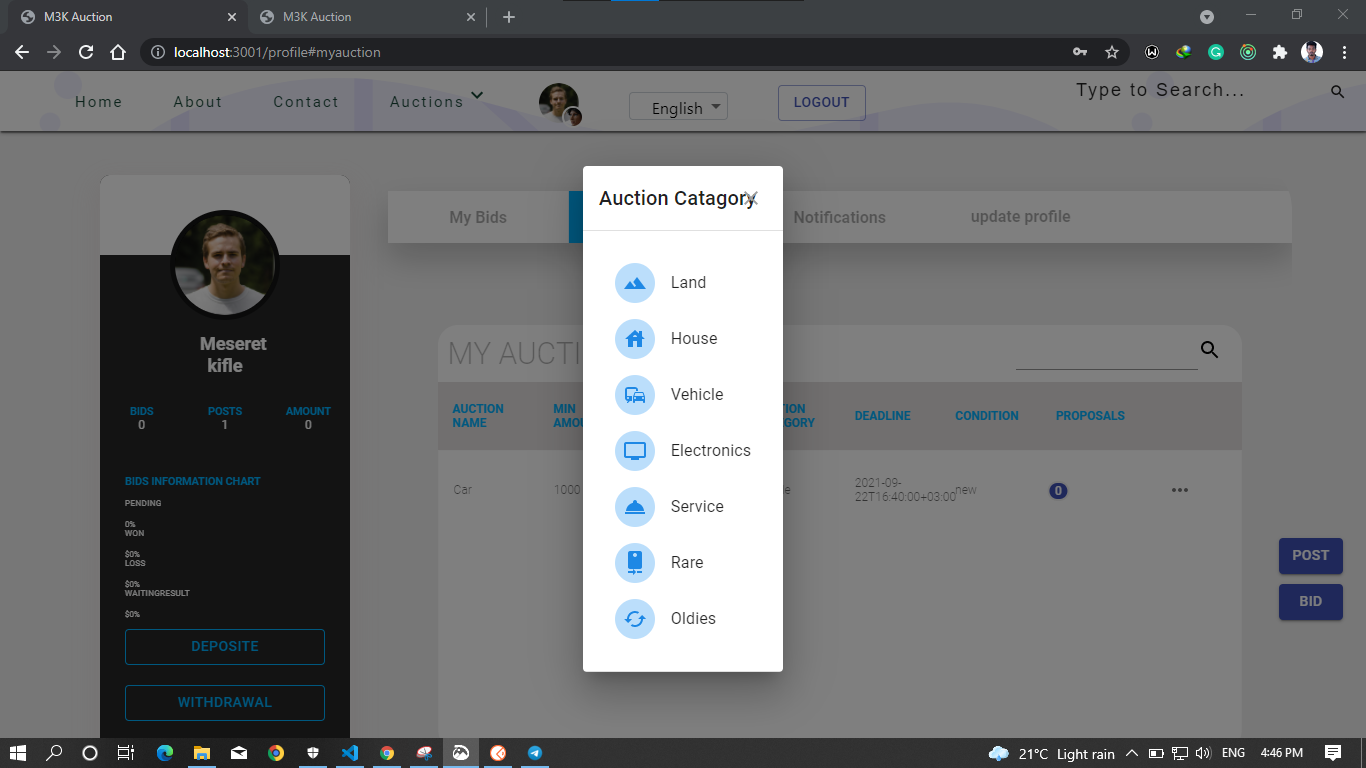 M3K Auction
M3K Auction
localhost:3001/profile#myauction
Home About Contact Auctions English LOGOUT Type to Search...
My Bids Notifications update profile
Meseret
kifle
BIDS POSTS AMOUNT
0 1 0
BIDS INFORMATION CHART
PENDING
0%
WON
$0%
LOSS
$0%
WAITINGRESULT
$0%
DEPOSITE
WITHDRAWAL
Auction Catagory
Land
House
Vehicle
Electronics
Service
Rare
Oldies
MY AUCTI
AUCTION
NAME
MIN
AMOU
TION
GORY
DEADLINE CONDITION PROPOSALS
Car 1000
2021-09-
22T16:40:00+03:00
new 0
POST
BID
21°C Light rain ENG 4:46 PM